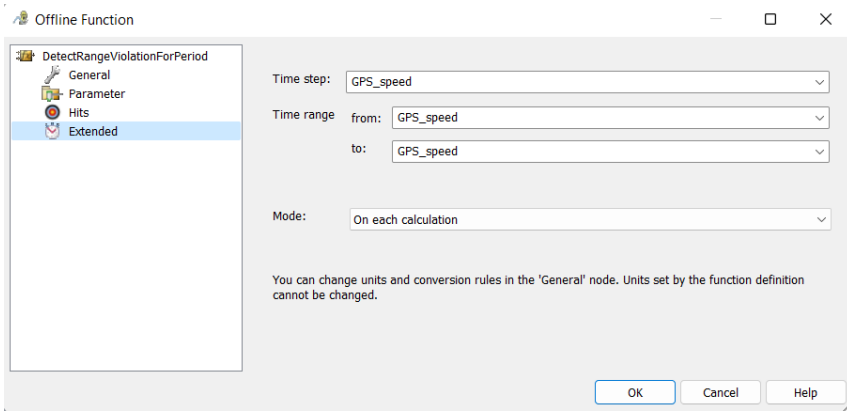 Offline Function
DetectRangeViolationForPeriod
General
Parameter
Hits
Extended
Time step: GPS_speed
Time range from: GPS_speed
to: GPS_speed
Mode: On each calculation
You can change units and conversion rules in the 'General' node. Units set by the function definition
cannot be changed.
OK Cancel Help